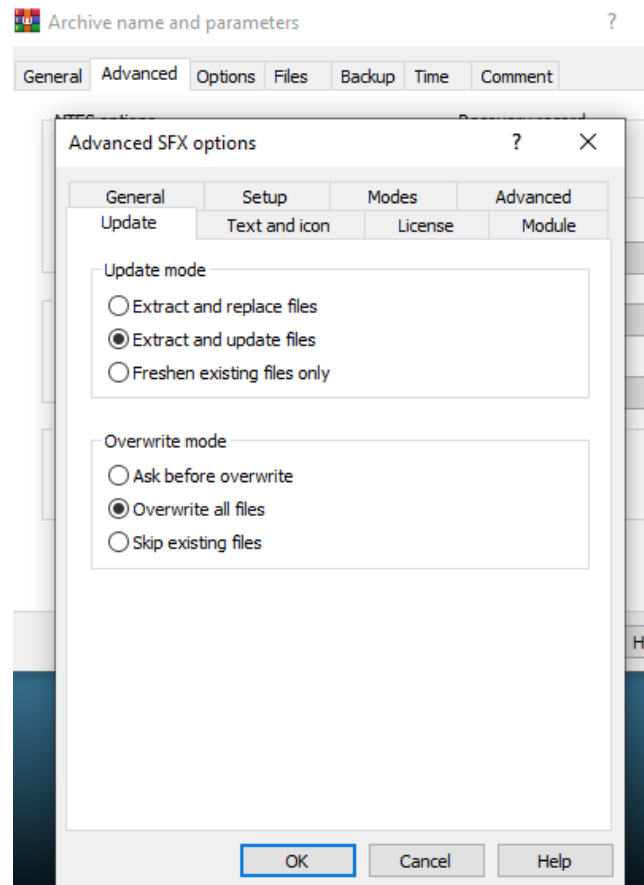 Archive name and parameters ?
General Advanced Options Files Backup Time Comment
Advanced SFX options ?
General Setup Modes Advanced
Update Text and icon License Module
Update mode
Extract and replace files
Extract and update files
Freshen existing files only
Overwrite mode
Ask before overwrite
Overwrite all files
Skip existing files
H
OK Cancel Help